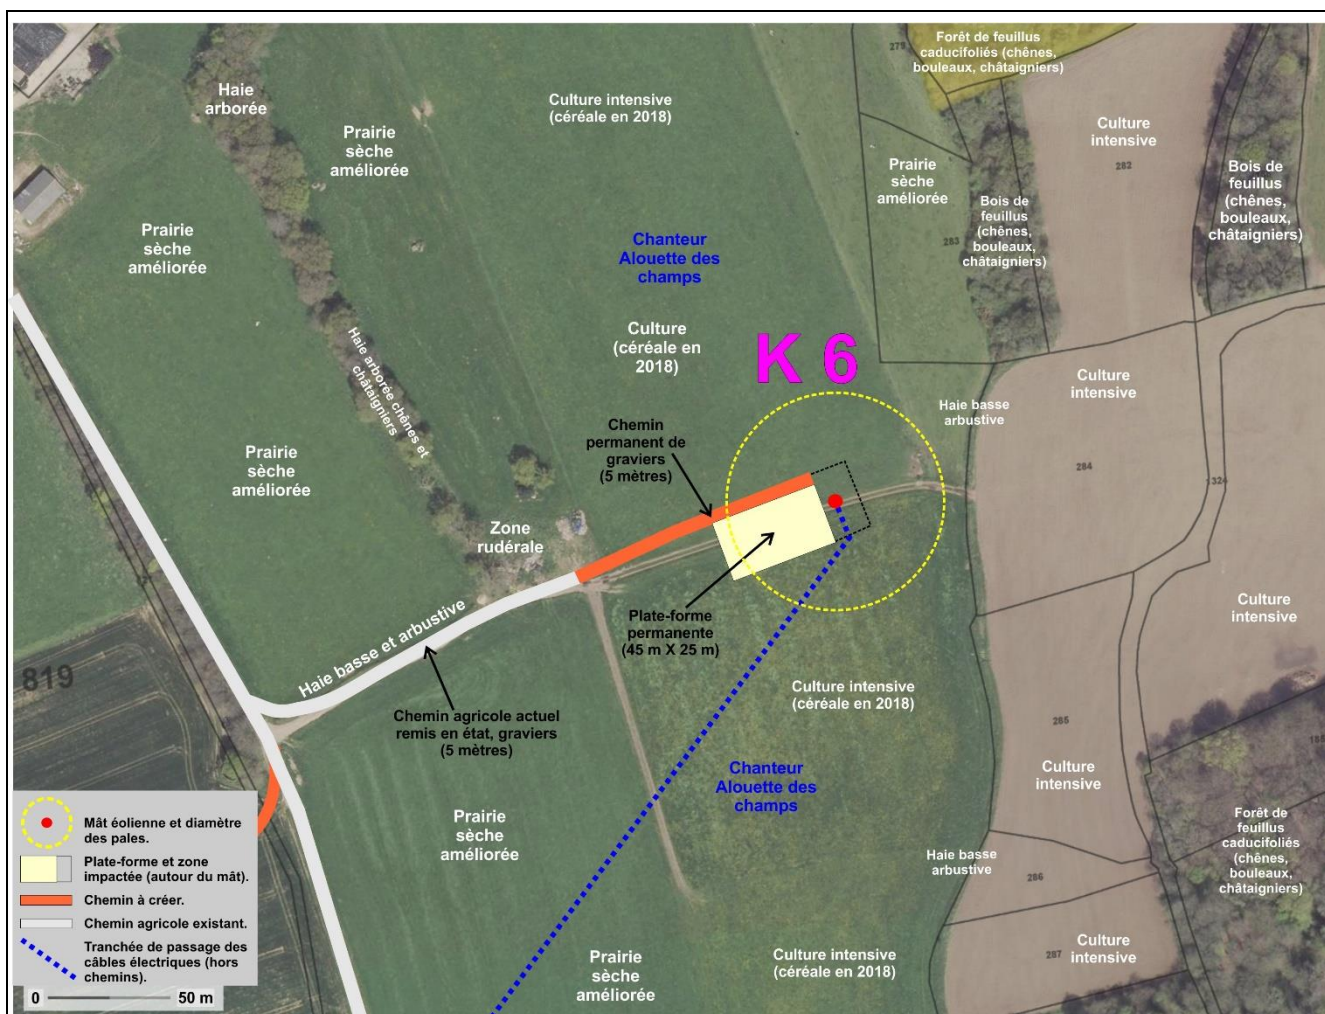 Forêt de feuillus
caducifoliés (chênes,
bouleaux, châtaigniers)
279
Haie
arborée
Culture intensive
(céréale en 2018)
Prairie
sèche
améliorée
Culture
intensive
282
Prairie
sèche
améliorée
283
Bois de
feuillus
(chênes,
bouleaux,
châtaigniers)
Bois de
feuillus
(chênes,
bouleaux,
châtaigniers)
Prairie
sèche
améliorée
Chanteur
Alouette des
champs
Culture
(céréale en
2018)
K 6
Haie arborée chênes et
châtaigniers
Culture
intensive
284
Haie basse
arbustive
Chemin
permanent de
graviers
(5 mètres)
Prairie
sèche
améliorée
Zone
rudérale
Plate-forme
permanente
(45 m X 25 m)
Culture
intensive
Haie basse et arbustive
819
Chemin agricole actuel
remis en état, graviers
(5 mètres)
Culture intensive
(céréale en 2018)
285
Culture
intensive
Chanteur
Alouette des
champs
Prairie
sèche
améliorée
Haie basse
arbustive
286
Forêt de
feuillus
caducifoliés
(chênes,
bouleaux,
châtaigniers)
287
Culture
intensive
Culture intensive
(céréale en 2018)
Prairie
sèche
améliorée
Mât éolienne et diamètre
des pales.
Plate-forme et zone
impactée (autour du mât).
Chemin à créer.
Chemin agricole existant.
Tranchée de passage des
câbles électriques (hors
chemins).
0 50 m